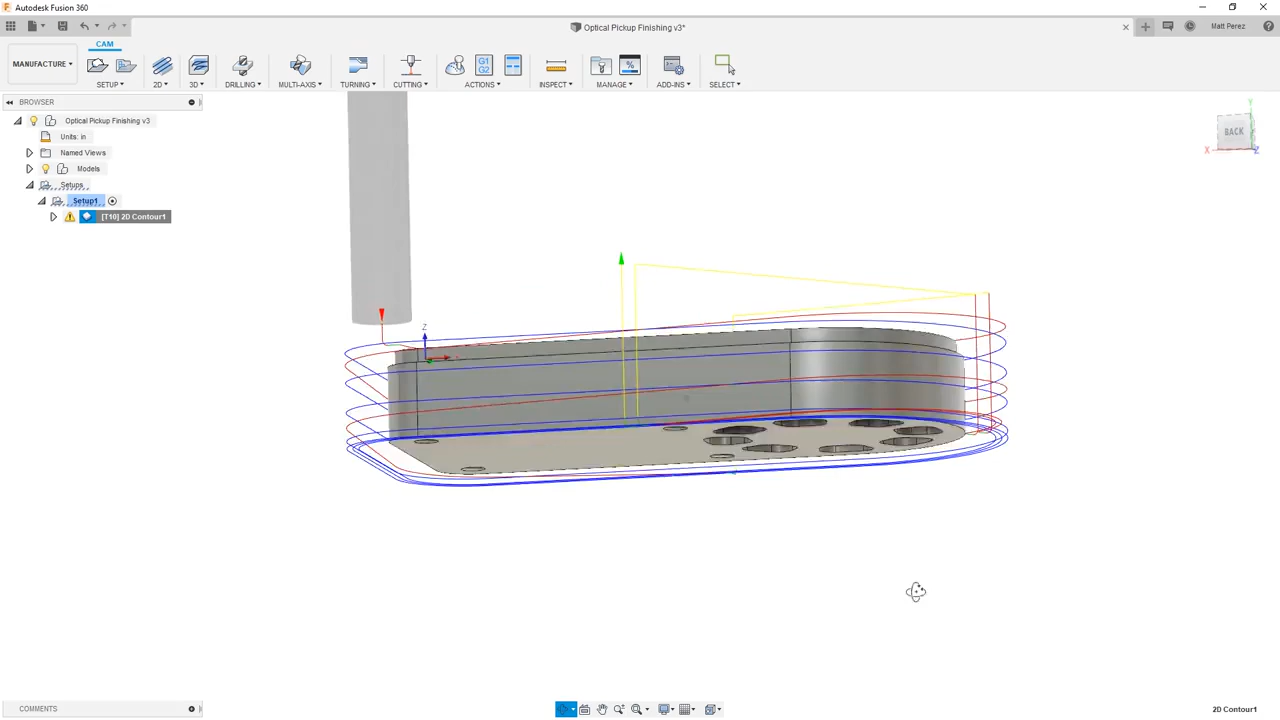 Autodesk Fusion 360
Optical Pickup Finishing v3*
Matt Perez
CAM
MANUFACTURE
G1
G2
%
SETUP
2D
3D
DRILLING
MULTI-AXIS
TURNING
CUTTING
ACTIONS
INSPECT
MANAGE
ADD-INS
SELECT
BROWSER
Optical Pickup Finishing v3
Units: in
Named Views
Models
Setups
Setup1
[T10] 2D Contour1
Y
BACK
X
Z
Z
COMMENTS
2D Contour1